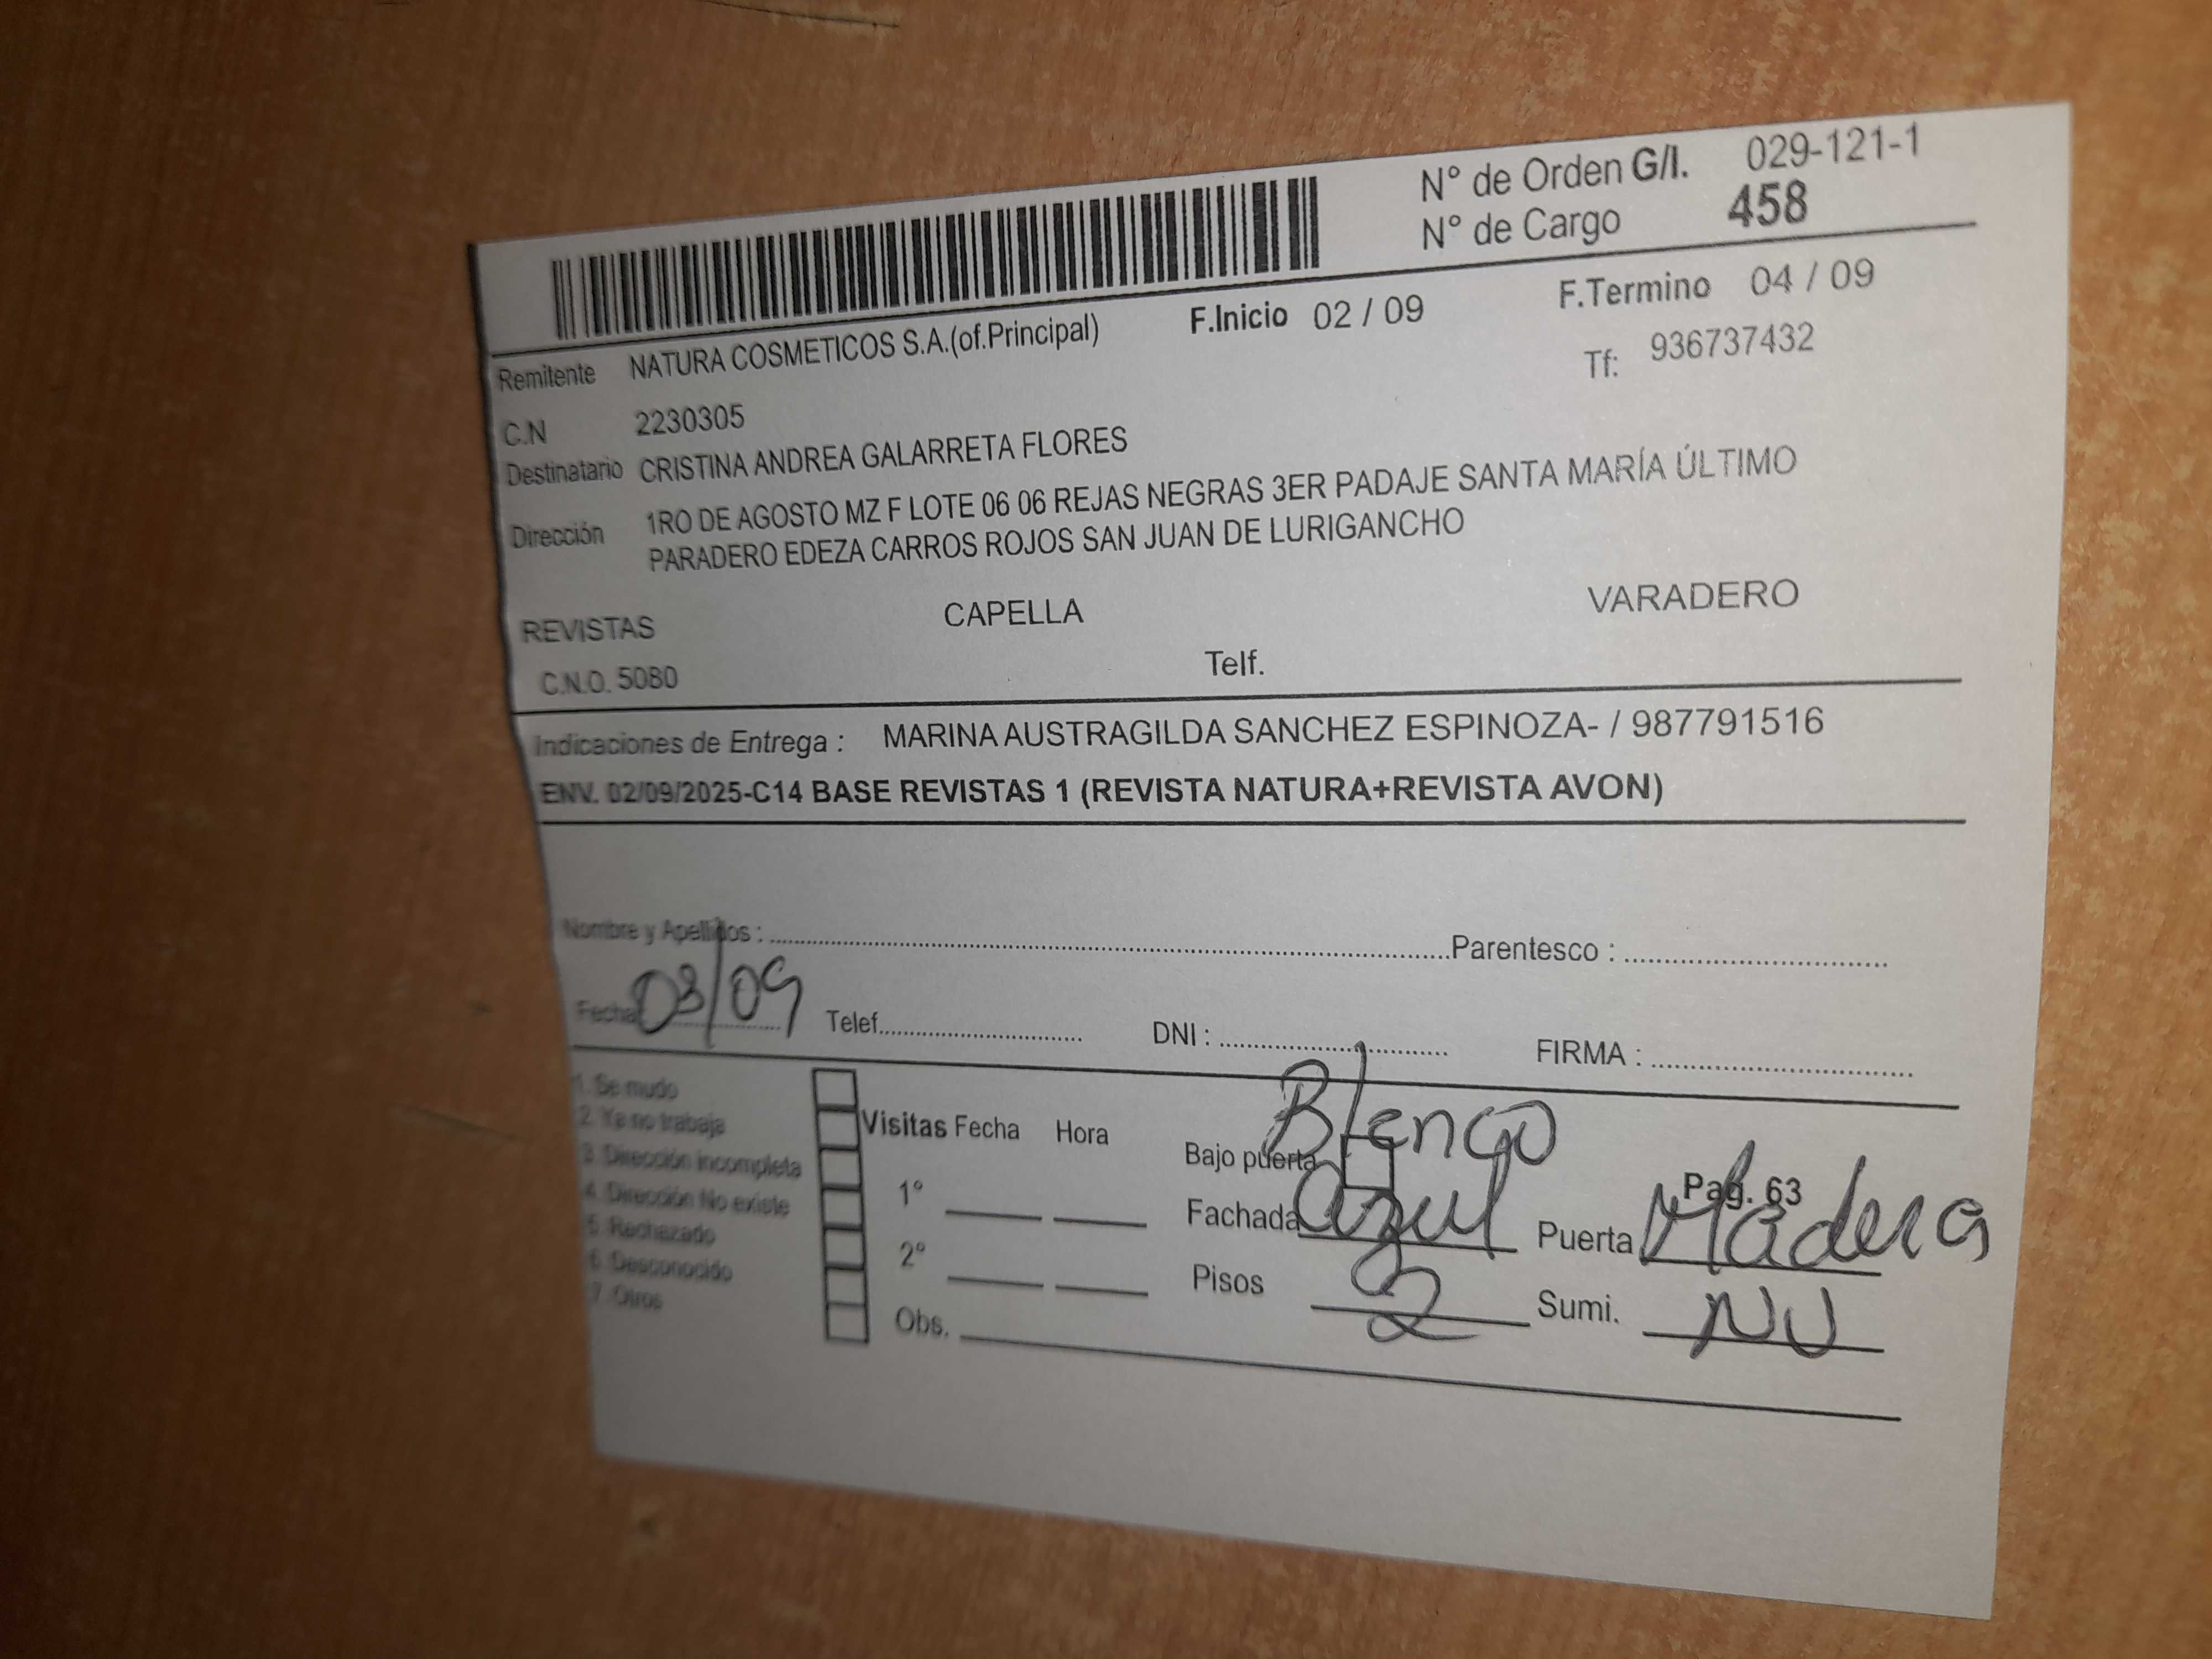 N° de Orden G/I. 029-121-1
N° de Cargo 458
F.Inicio 02 / 09 F.Termino 04 / 09
Remitente NATURA COSMETICOS S.A.(of.Principal) Tf: 936737432
C.N 2230305
Destinatario CRISTINA ANDREA GALARRETA FLORES
Dirección 1RO DE AGOSTO MZ F LOTE 06 06 REJAS NEGRAS 3ER PADAJE SANTA MARÍA ÚLTIMO
PARADERO EDEZA CARROS ROJOS SAN JUAN DE LURIGANCHO
REVISTAS CAPELLA VARADERO
C.N.O. 5080 Telf.
Indicaciones de Entrega : MARINA AUSTRAGILDA SANCHEZ ESPINOZA- / 987791516
ENV. 02/09/2025-C14 BASE REVISTAS 1 (REVISTA NATURA+REVISTA AVON)
Nombre y Apellidos : Parentesco :
Fecha 03/09 Telef. DNI : FIRMA :
1. Se mudo
2. Ya no trabaja
3. Dirección incompleta
4. Dirección No existe
5. Rechazado
6. Desconocido
7. Otros
Visitas Fecha Hora
1°
2°
Obs.
Blanco
Bajo puerta Pag. 63
Fachada azul Puerta Madera
Pisos 2 Sumi. NU